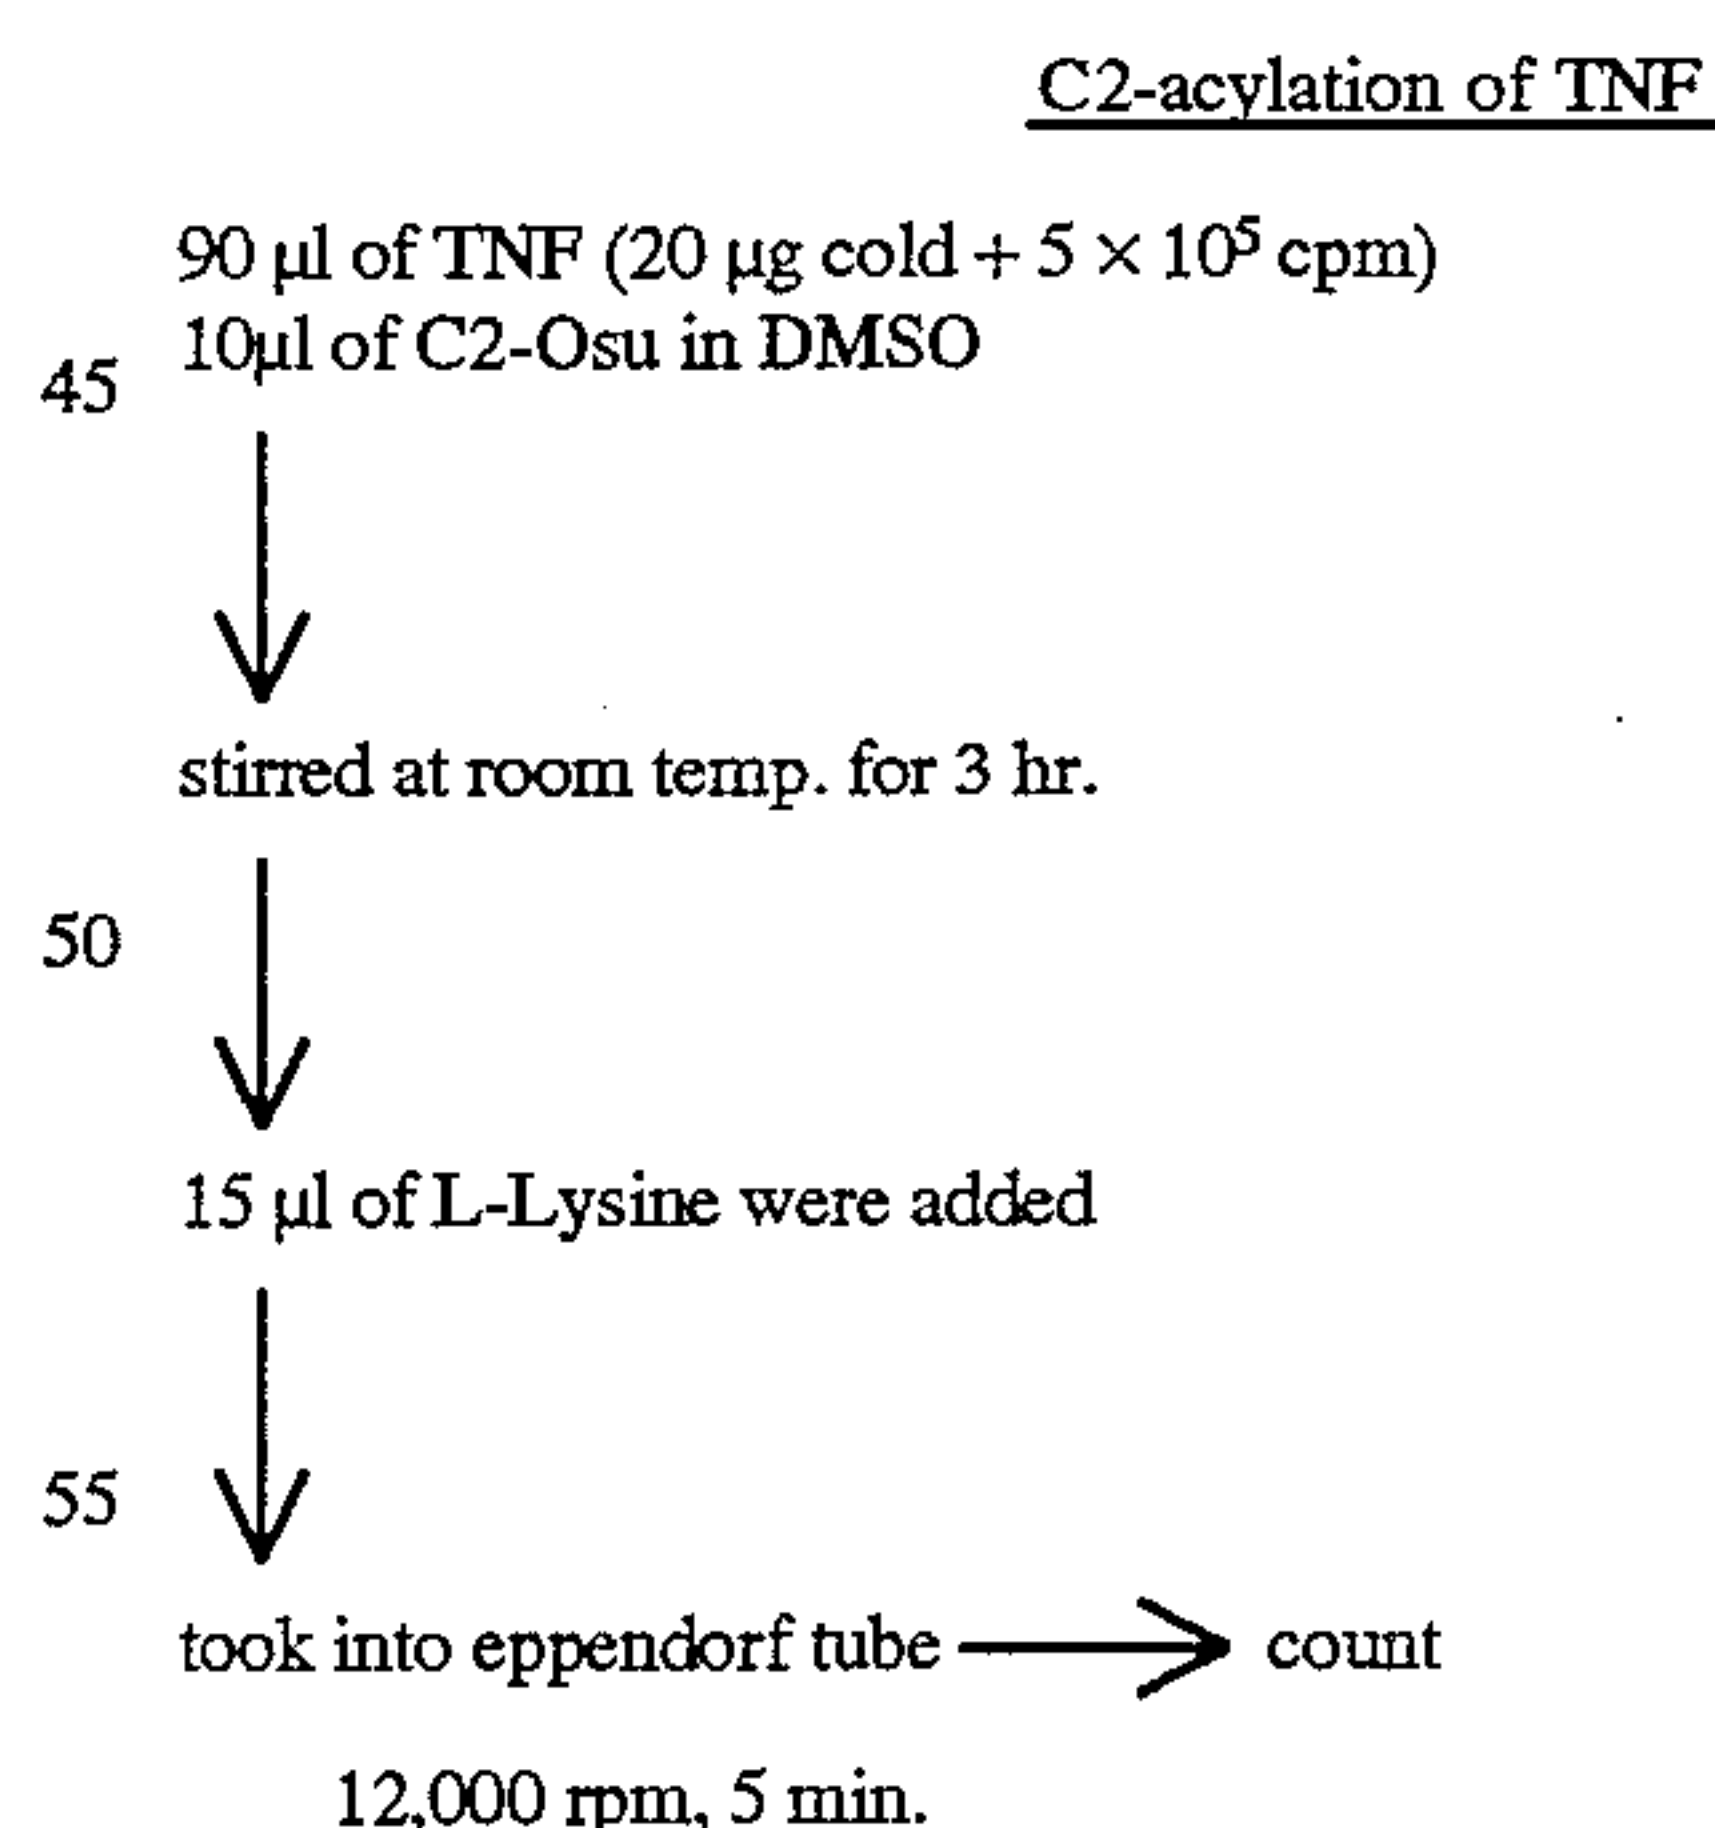 C2-acylation of TNF
90 µl of TNF (20 µg cold + 5 × 10⁵ cpm)
10µl of C2-Osu in DMSO
45
stirred at room temp. for 3 hr.
50
15 µl of L-Lysine were added
55
took into eppendorf tube count
12,000 rpm, 5 min.